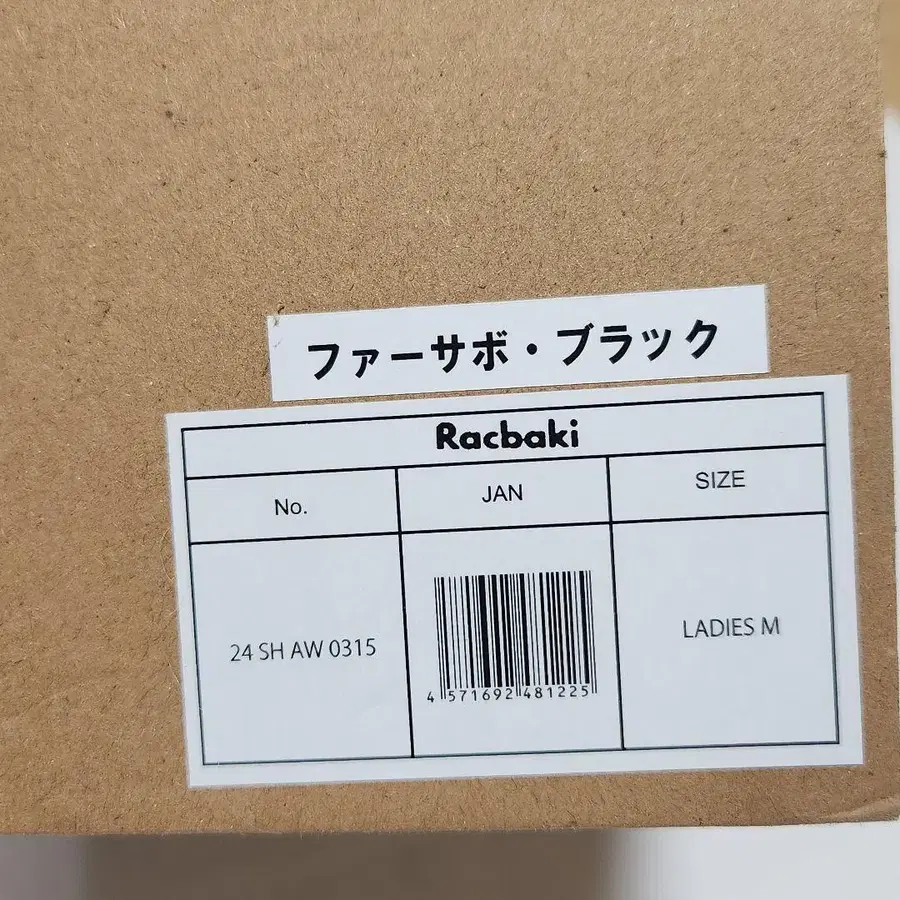 ファーサボ・ブラック
Racbaki
No. JAN SIZE
24 SH AW 0315 LADIES M
4 571692 481225